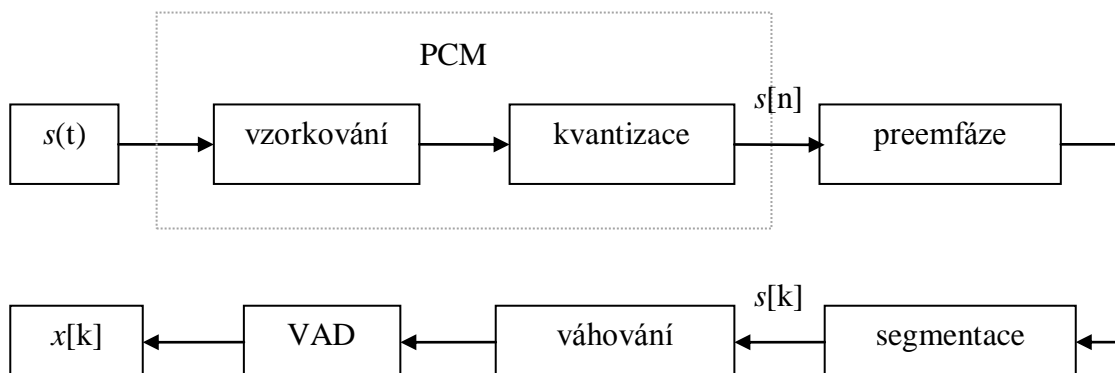 PCM
s[n]
s(t)
vzorkování
kvantizace
preemfáze
s[k]
x[k]
VAD
váhování
segmentace